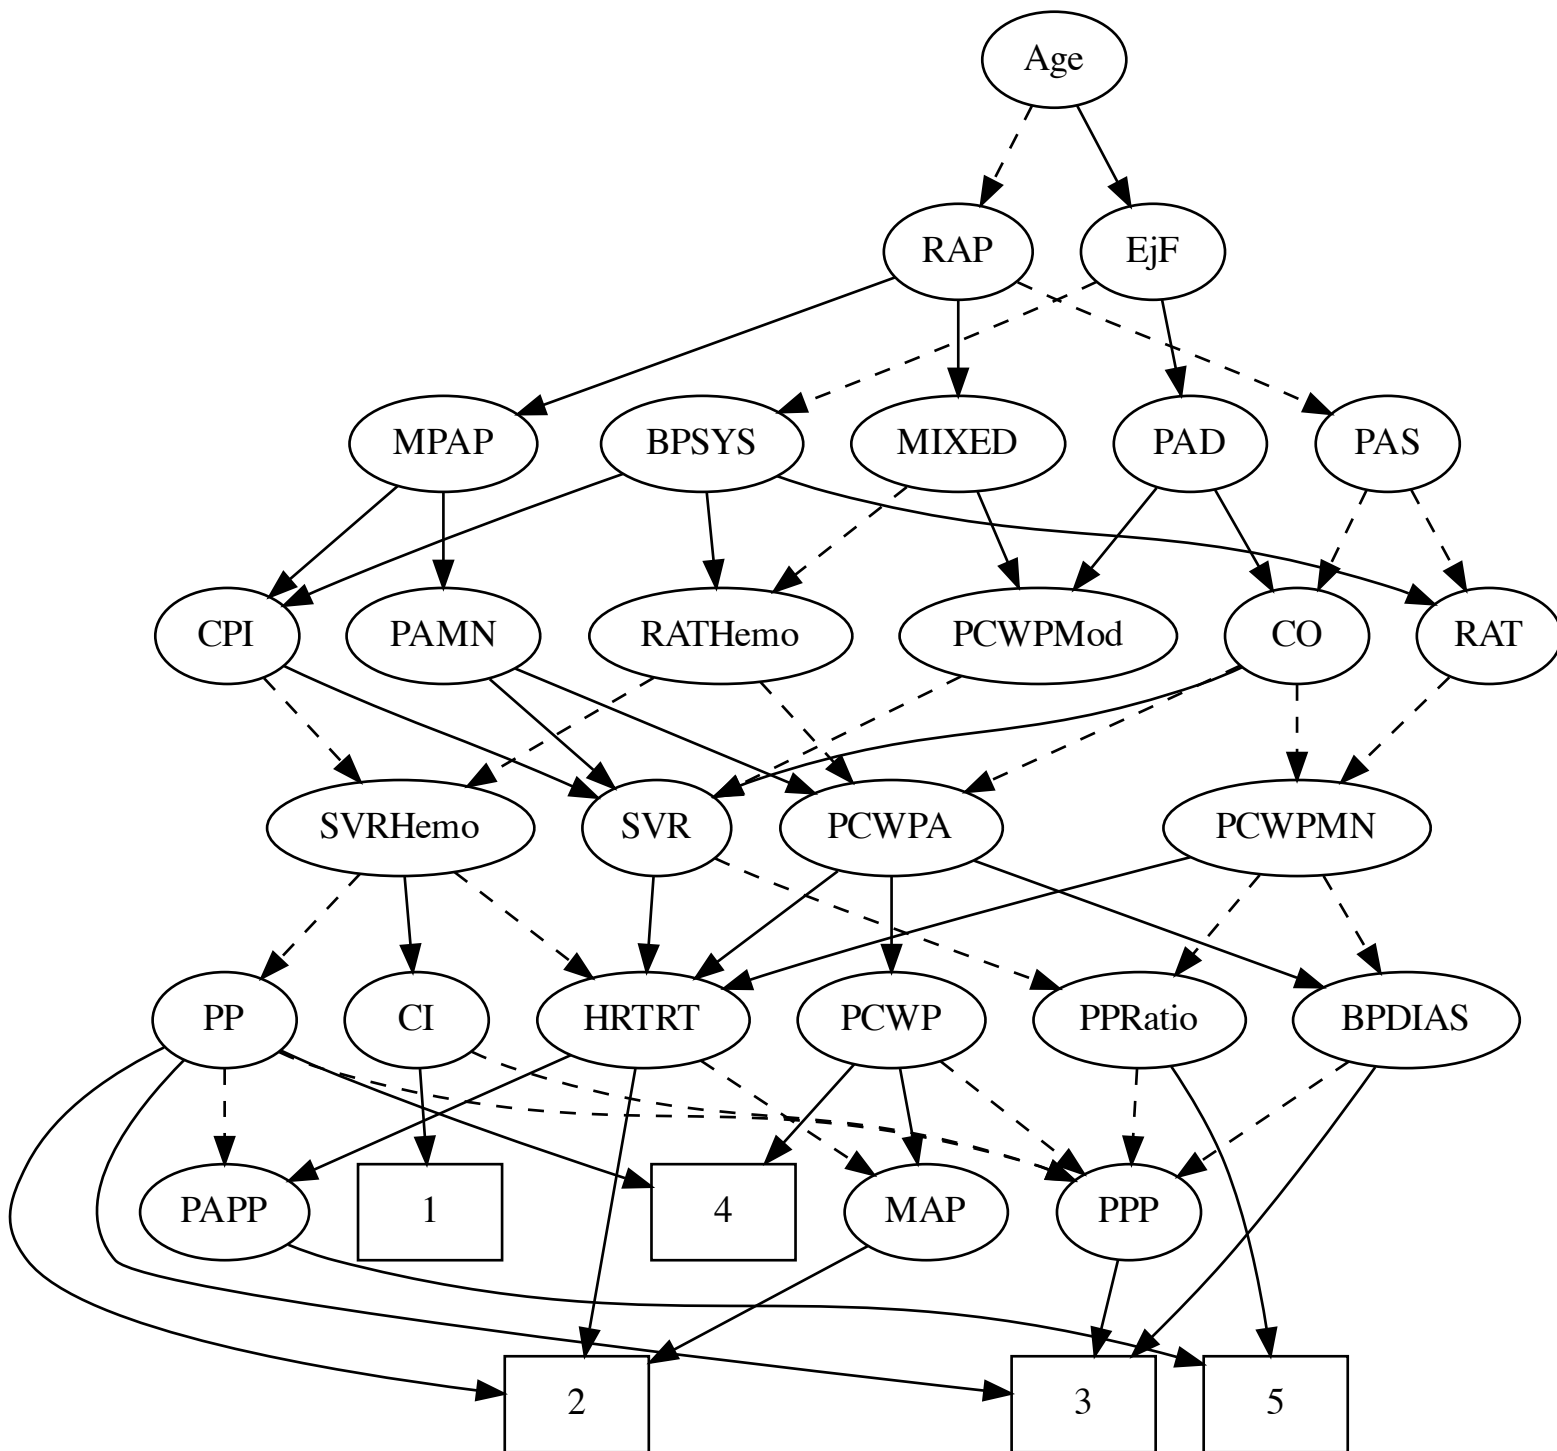 Age
RAP
EjF
MPAP
BPSYS
MIXED
PAD
PAS
CPI
PAMN
RATHemo
PCWPMod
CO
RAT
SVRHemo
SVR
PCWPA
PCWPMN
PP
CI
HRTRT
PCWP
PPRatio
BPDIAS
PAPP
1
4
MAP
PPP
2
3
5